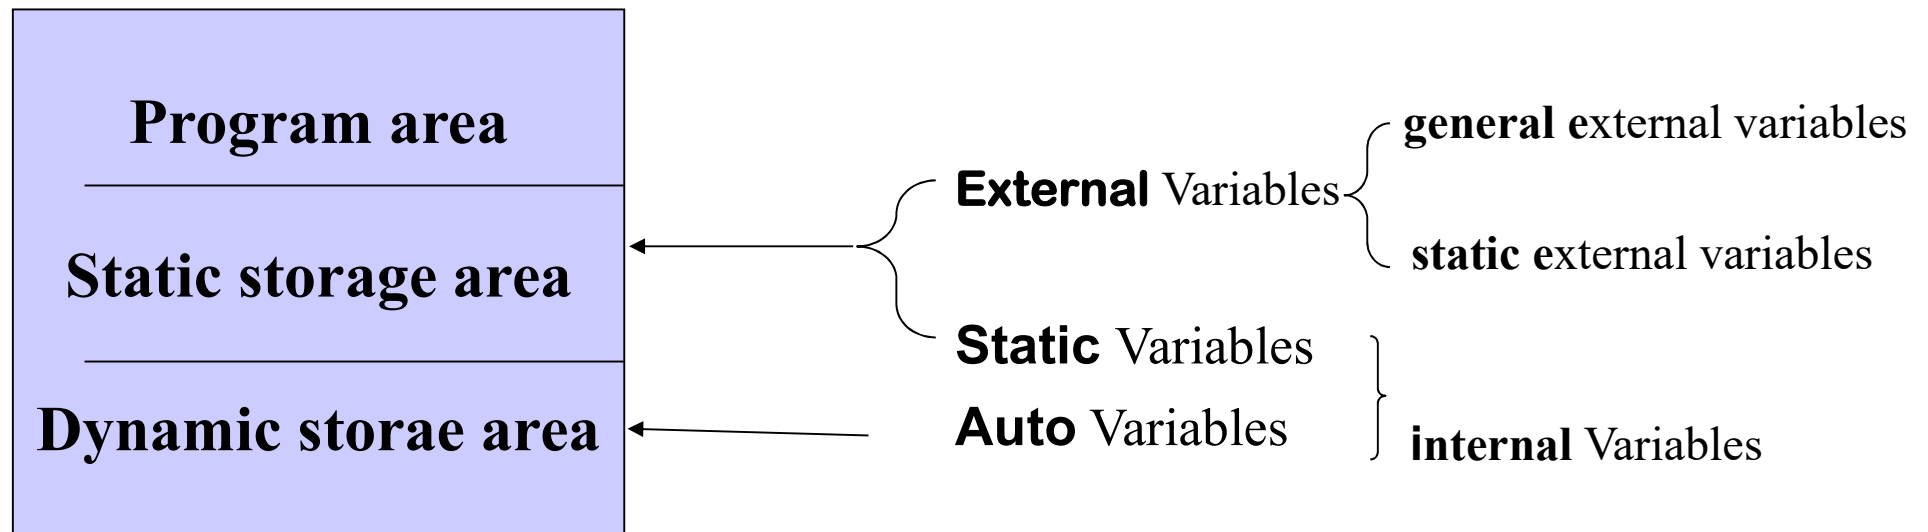 Program area
Static storage area
Dynamic storae area
External Variables
Static Variables
Auto Variables
general external variables
static external variables
internal Variables